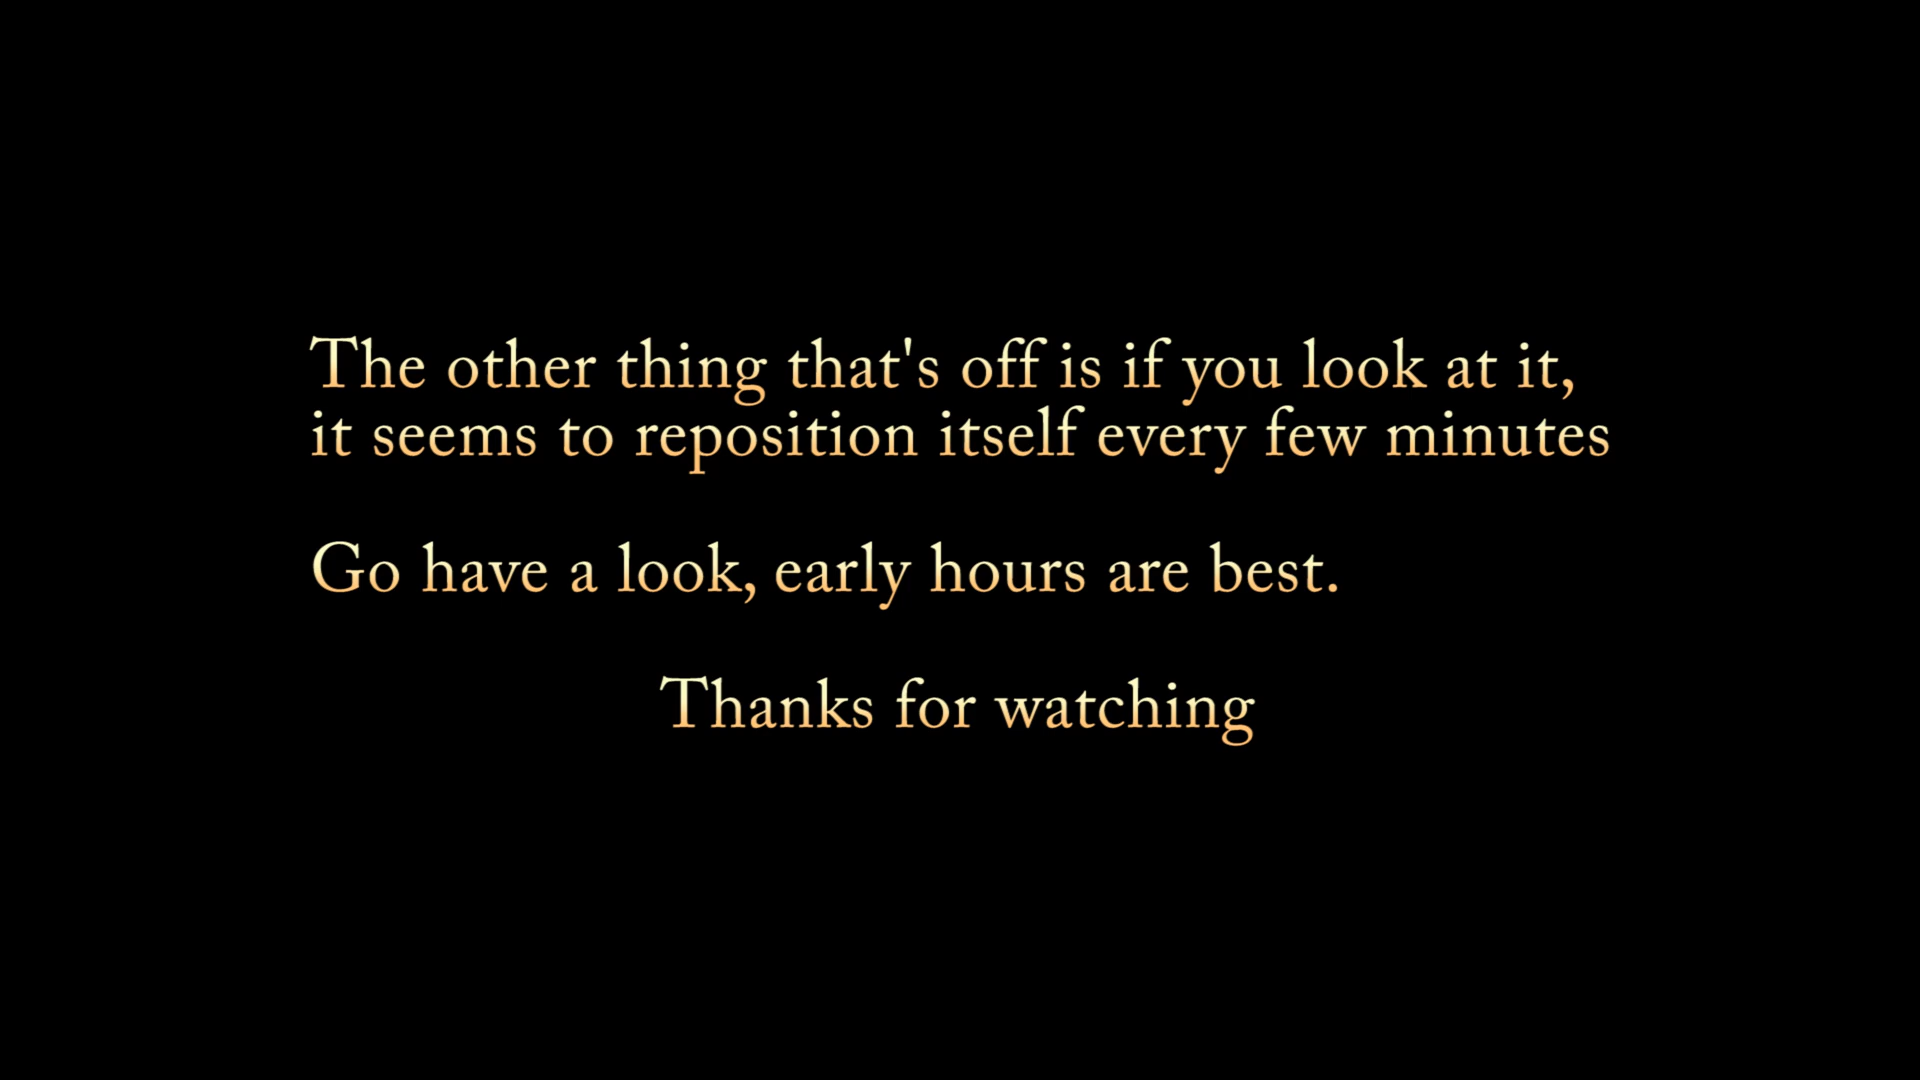 The other thing that's off is if you look at it,
it seems to reposition itself every few minutes
Go have a look, early hours are best.
Thanks for watching